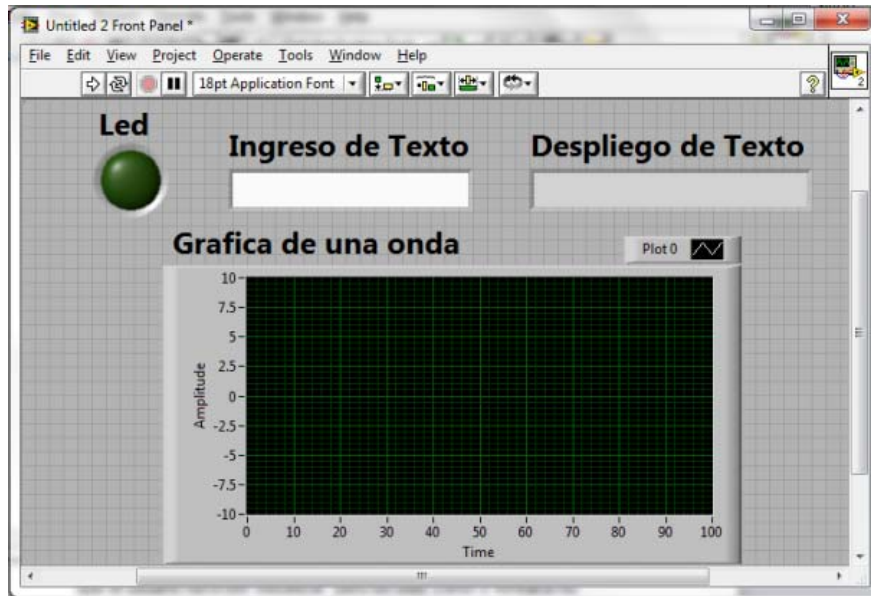 Untitled 2 Front Panel *
File Edit View Project Operate Tools Window Help
18pt Application Font
2
Led
Ingreso de Texto
Despliego de Texto
Grafica de una onda
Plot 0
10
7.5
5
2.5
0
-2.5
-5
-7.5
-10
Amplitude
0 10 20 30 40 50 60 70 80 90 100
Time